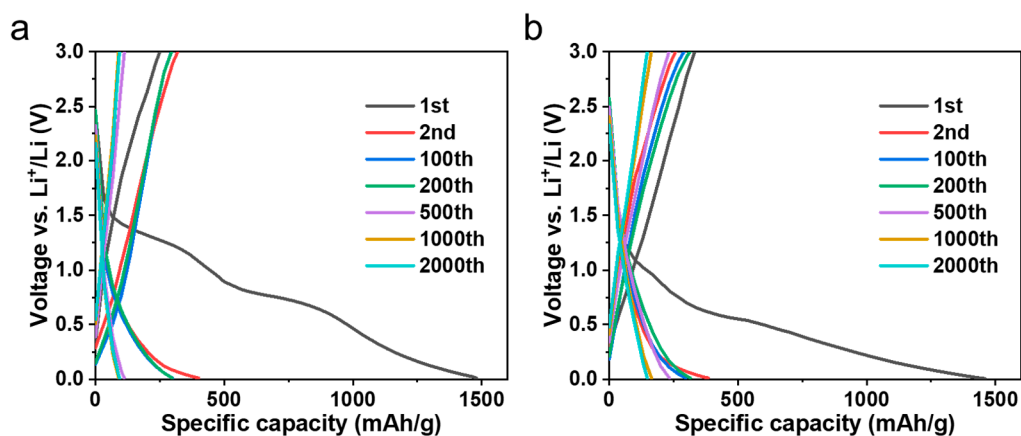 a
3.0
2.5
2.0
1.5
1.0
0.5
0.0
Voltage vs. Li⁺/Li (V)
1st
2nd
100th
200th
500th
1000th
2000th
0 500 1000 1500
Specific capacity (mAh/g)
b
3.0
2.5
2.0
1.5
1.0
0.5
0.0
Voltage vs. Li⁺/Li (V)
1st
2nd
100th
200th
500th
1000th
2000th
0 500 1000 1500
Specific capacity (mAh/g)